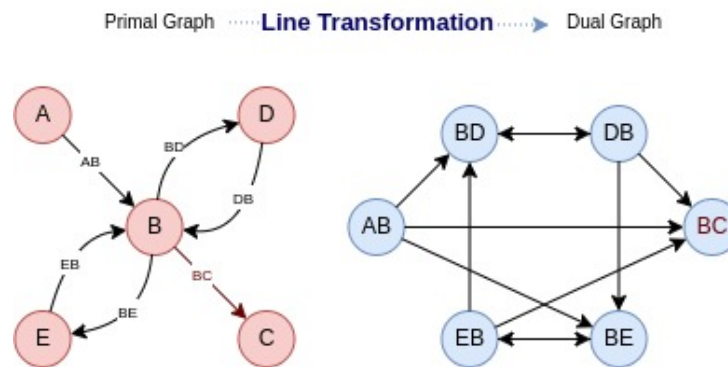 Primal Graph Line Transformation Dual Graph
A
D
BD
AB
DB
B
EB
BC
BE
E
C
BD
DB
AB
BC
EB
BE